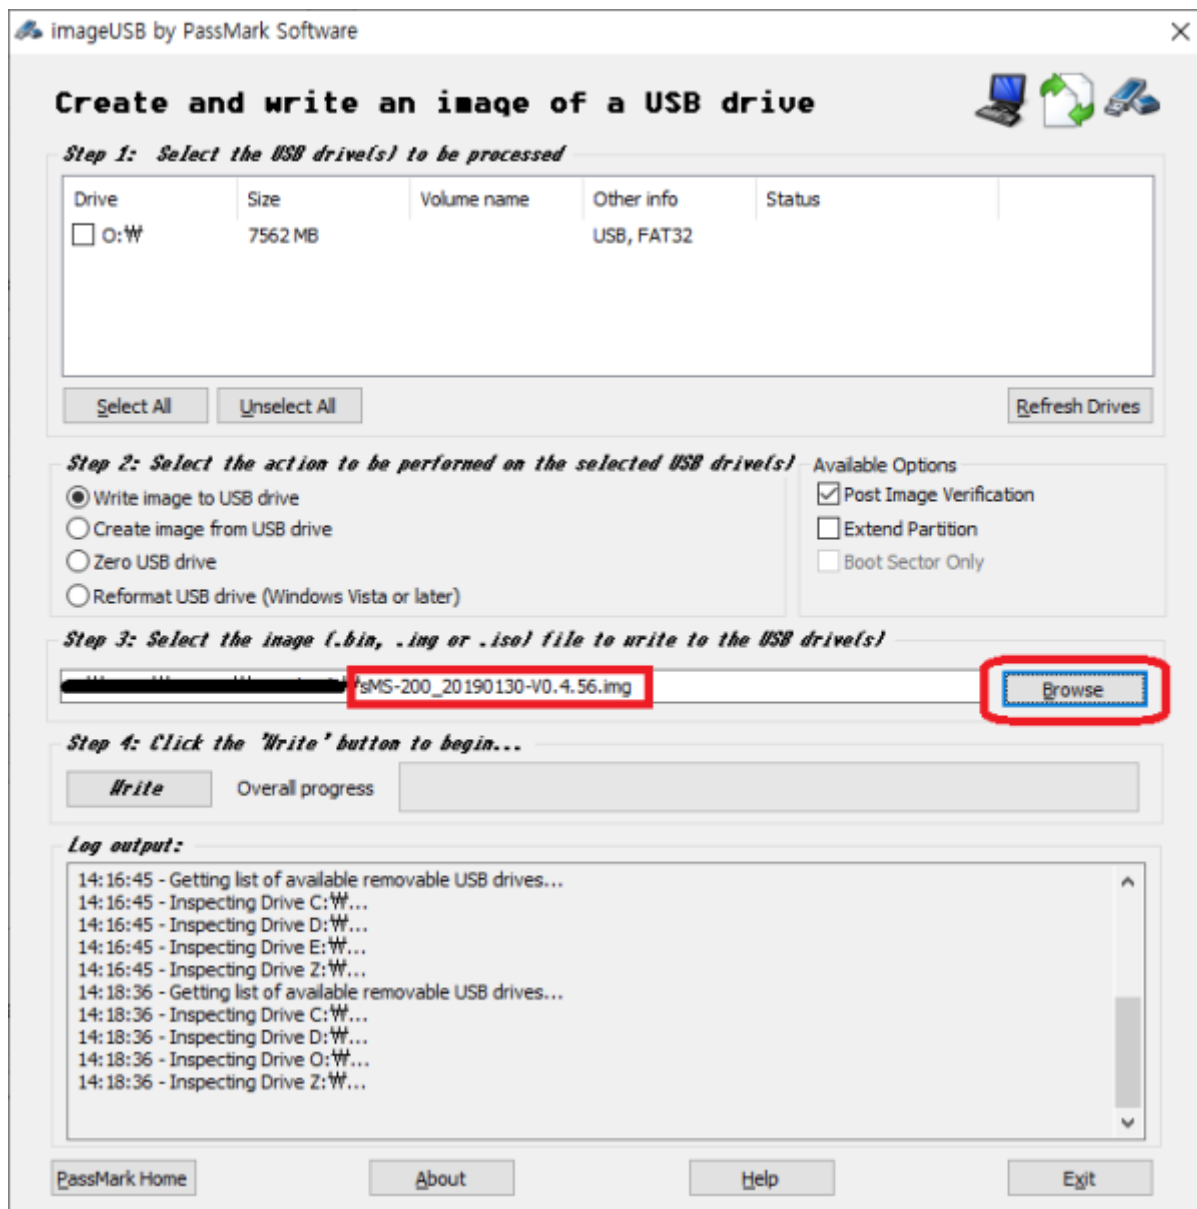 imageUSB by PassMark Software
Create and write an image of a USB drive
Step 1: Select the USB drive(s) to be processed
Drive Size Volume name Other info Status
O:₩ 7562 MB USB, FAT32
Select All Unselect All Refresh Drives
Step 2: Select the action to be performed on the selected USB drive(s) Available Options
Write image to USB drive Post Image Verification
Create image from USB drive Extend Partition
Zero USB drive Boot Sector Only
Reformat USB drive (Windows Vista or later)
Step 3: Select the image (.bin, .img or .iso) file to write to the USB drive(s)
sMS-200_20190130-V0.4.56.img Browse
Step 4: Click the 'Write' button to begin...
Write Overall progress
Log output:
14:16:45 - Getting list of available removable USB drives...
14:16:45 - Inspecting Drive C:₩...
14:16:45 - Inspecting Drive D:₩...
14:16:45 - Inspecting Drive E:₩...
14:16:45 - Inspecting Drive Z:₩...
14:18:36 - Getting list of available removable USB drives...
14:18:36 - Inspecting Drive C:₩...
14:18:36 - Inspecting Drive D:₩...
14:18:36 - Inspecting Drive O:₩...
14:18:36 - Inspecting Drive Z:₩...
PassMark Home About Help Exit